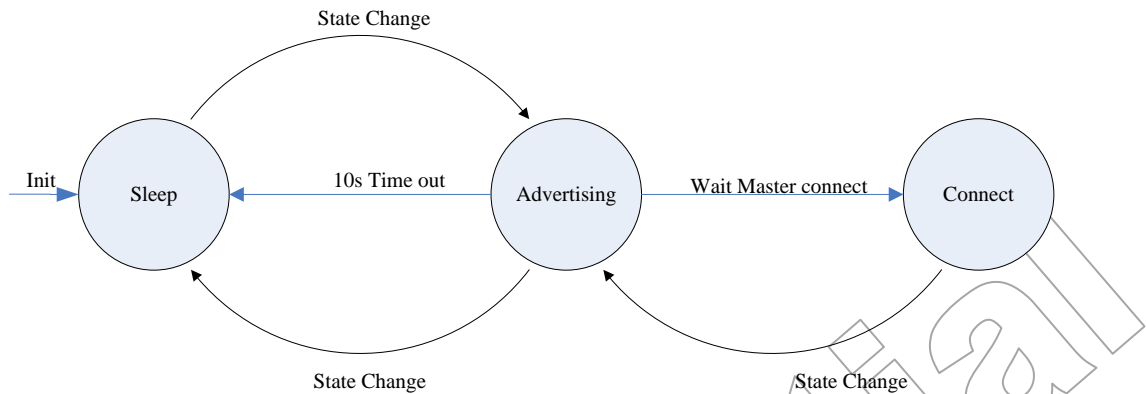 State Change
Init
Sleep
10s Time out
Advertising
Wait Master connect
Connect
State Change
State Change